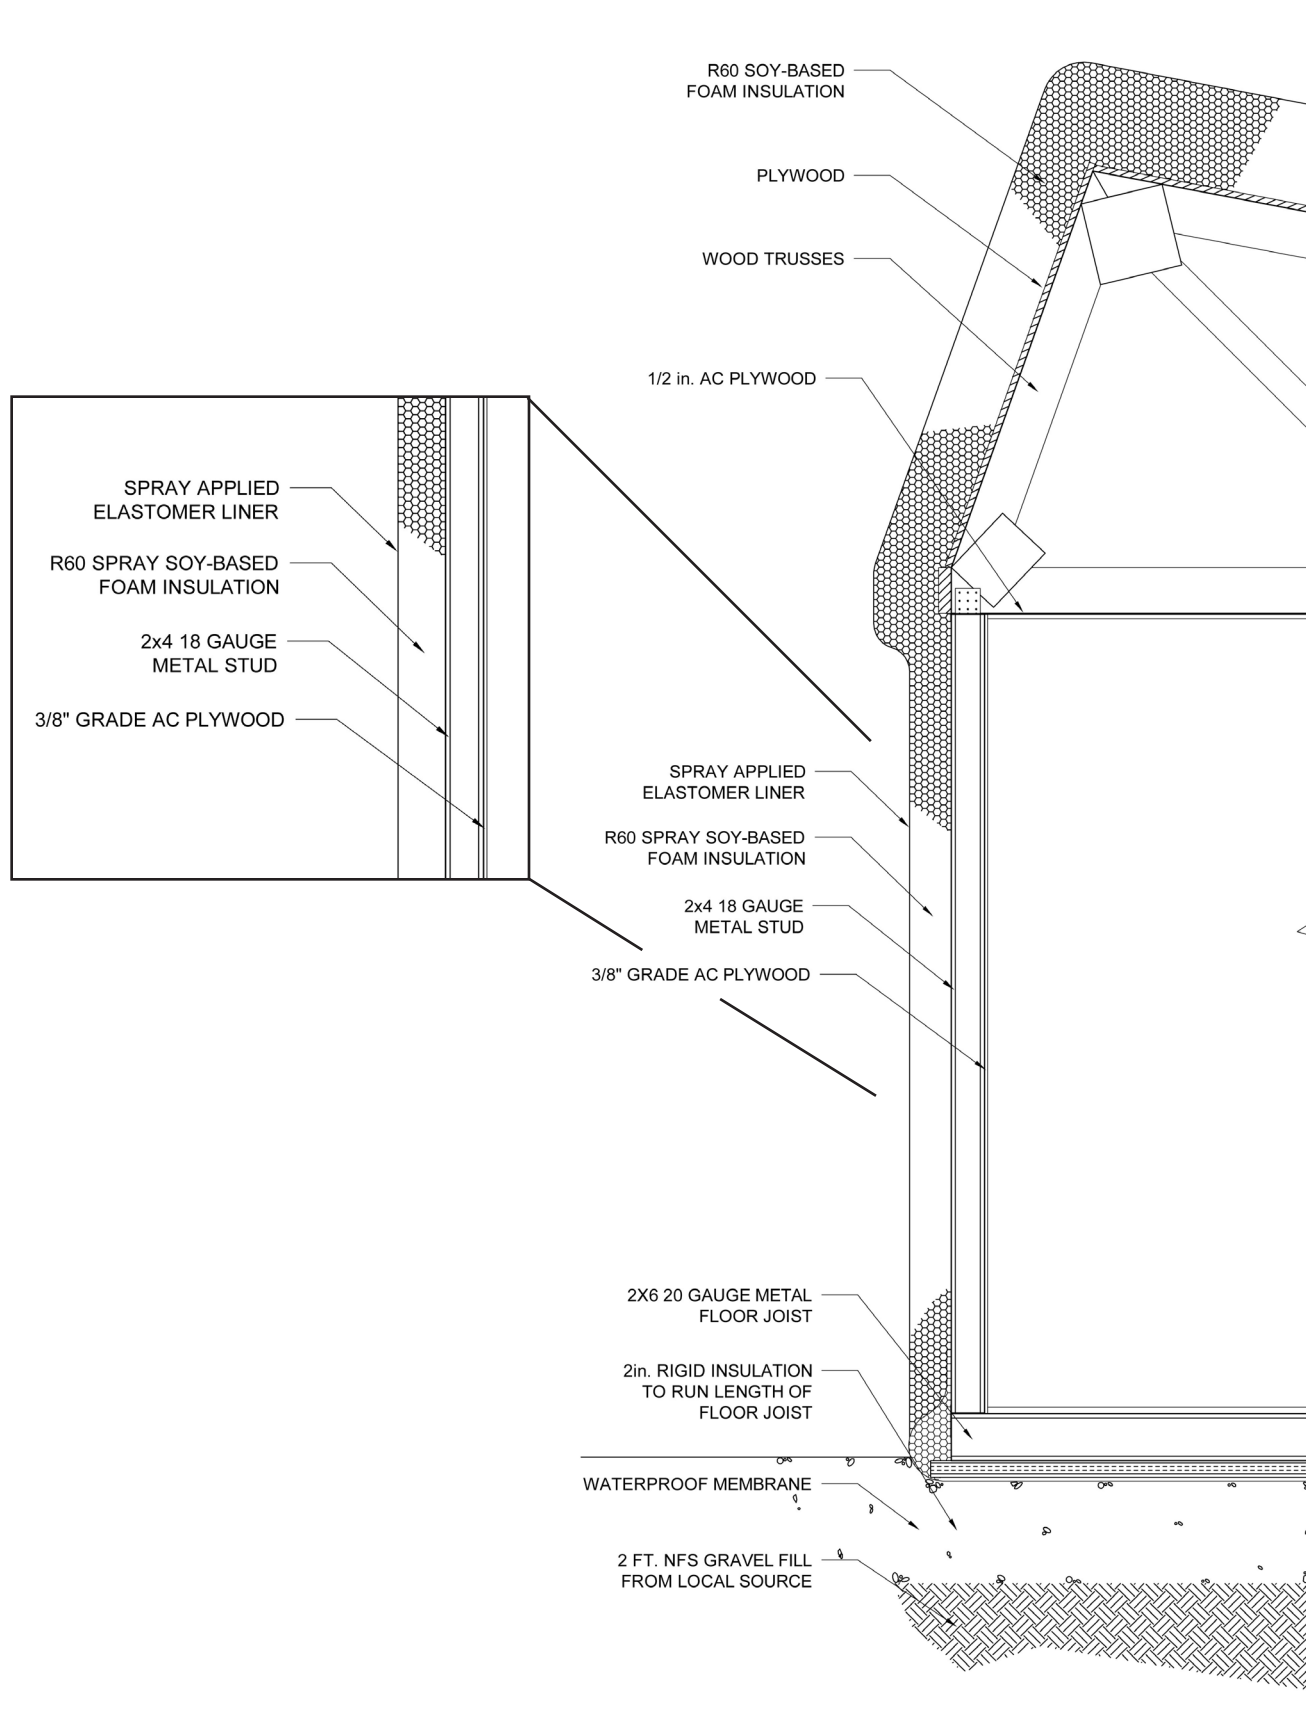 R60 SOY-BASED
FOAM INSULATION
PLYWOOD
WOOD TRUSSES
1/2 in. AC PLYWOOD
SPRAY APPLIED
ELASTOMER LINER
R60 SPRAY SOY-BASED
FOAM INSULATION
2x4 18 GAUGE
METAL STUD
3/8" GRADE AC PLYWOOD
SPRAY APPLIED
ELASTOMER LINER
R60 SPRAY SOY-BASED
FOAM INSULATION
2x4 18 GAUGE
METAL STUD
3/8" GRADE AC PLYWOOD
2X6 20 GAUGE METAL
FLOOR JOIST
2in. RIGID INSULATION
TO RUN LENGTH OF
FLOOR JOIST
WATERPROOF MEMBRANE
2 FT. NFS GRAVEL FILL
FROM LOCAL SOURCE